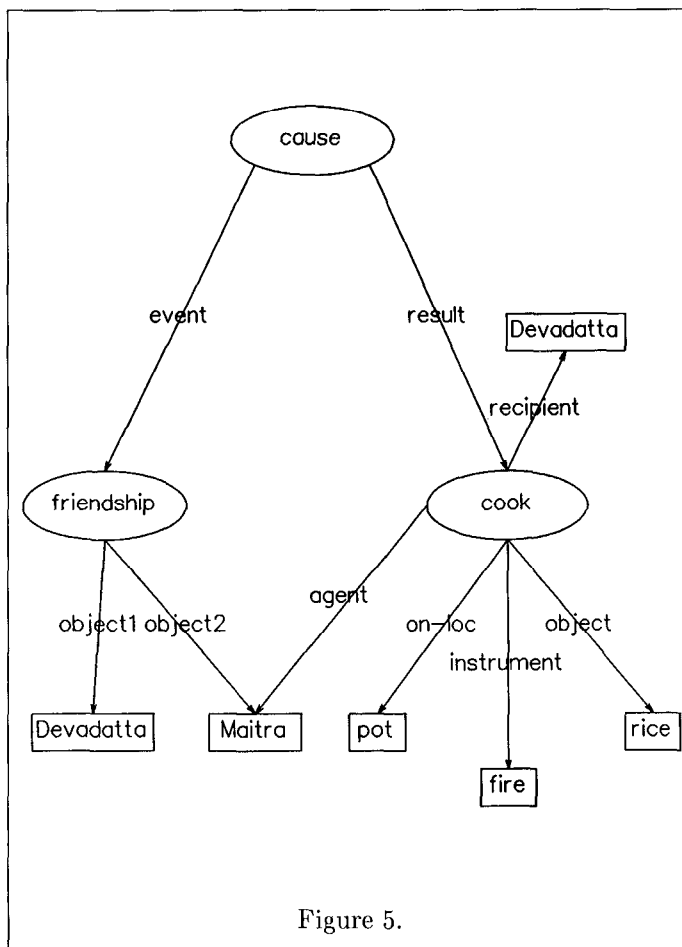 cause
event
result
Devadatta
recipient
friendship
cook
agent
object1 object2
on-loc
object
instrument
Devadatta
Maitra
pot
rice
fire
Figure 5.